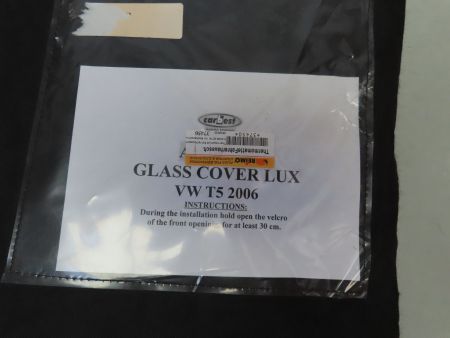 carbest
GLASS COVER LUX
VW T5 2006
INSTRUCTIONS:
During the installation hold open the velcro
of the front opening for at least 30 cm.
REIMO